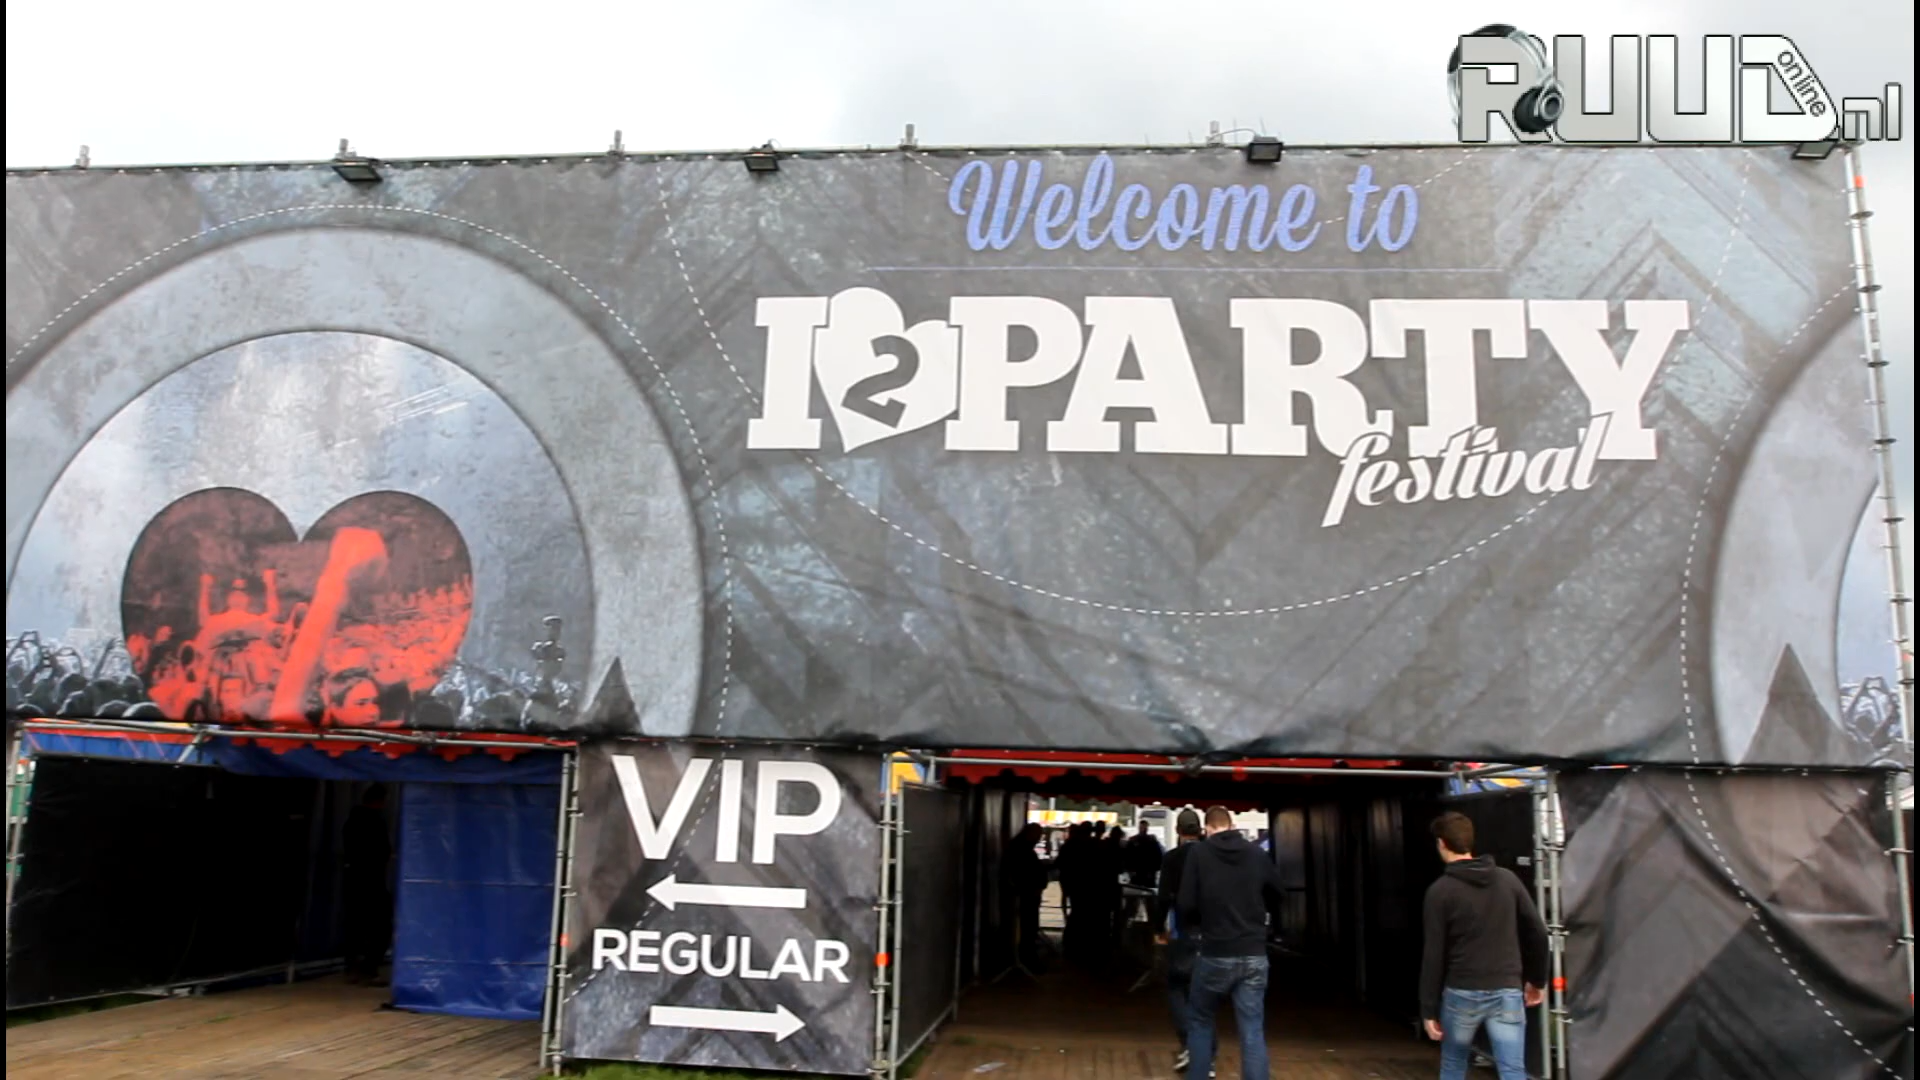 RUUD online .nl
Welcome to
I 2 PARTY
festival
VIP
REGULAR